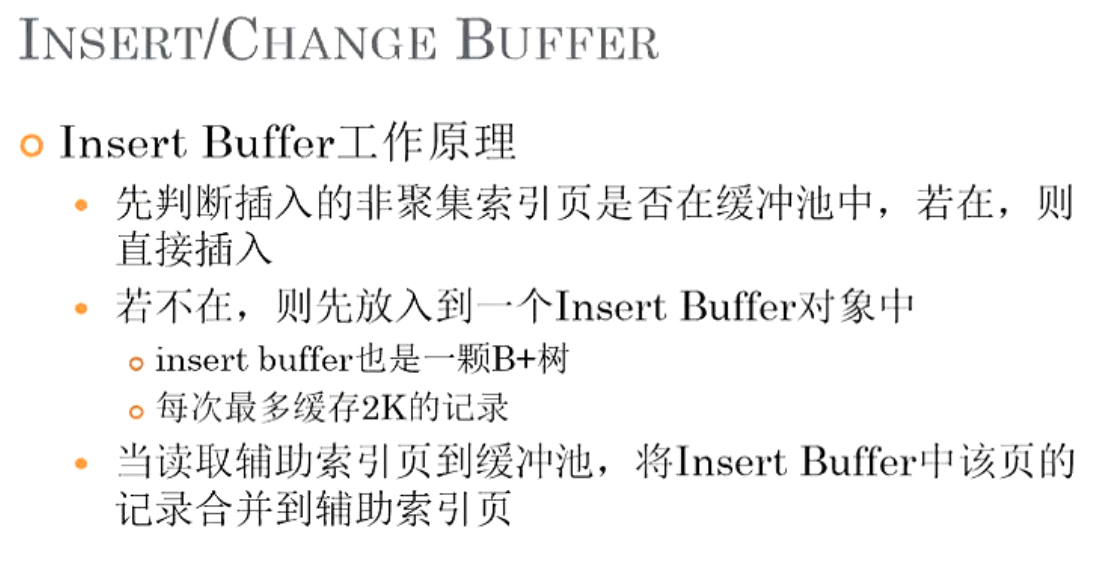 INSERT/CHANGE BUFFER
Insert Buffer工作原理
先判断插入的非聚集索引页是否在缓冲池中，若在，则
直接插入
若不在，则先放入到一个Insert Buffer对象中
insert buffer也是一颗B+树
每次最多缓存2K的记录
当读取辅助索引页到缓冲池，将Insert Buffer中该页的
记录合并到辅助索引页